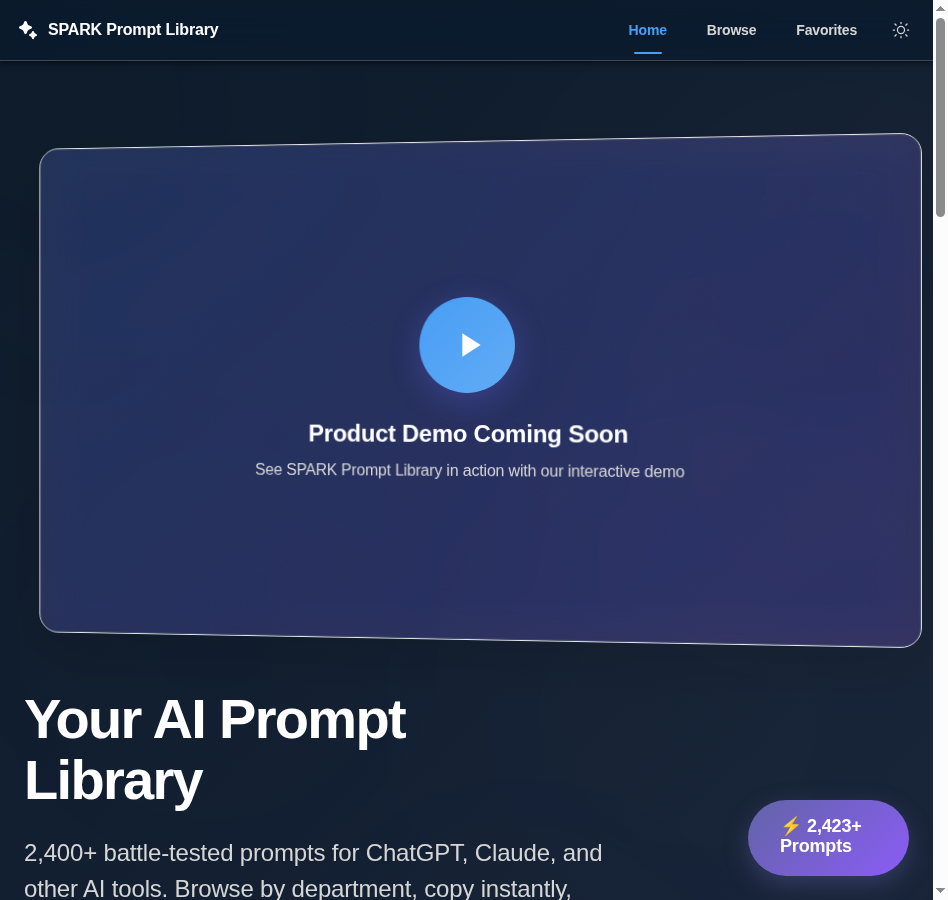 SPARK Prompt Library
Home
Browse
Favorites
Product Demo Coming Soon
See SPARK Prompt Library in action with our interactive demo
Your AI Prompt
Library
2,400+ battle-tested prompts for ChatGPT, Claude, and
other AI tools. Browse by department, copy instantly,
⚡ 2,423+
Prompts